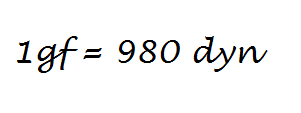 1gf = 980 dyn